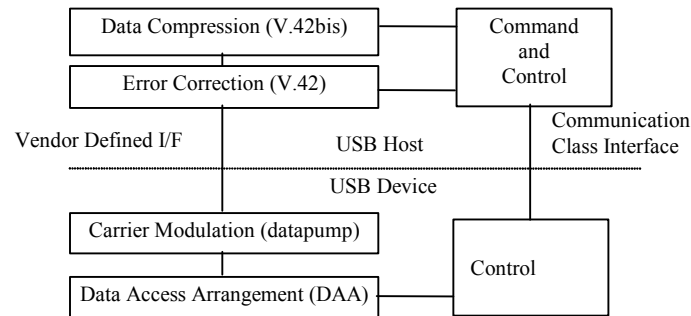 Data Compression (V.42bis)
Command
and
Control
Error Correction (V.42)
Vendor Defined I/F
USB Host
Communication
Class Interface
USB Device
Carrier Modulation (datapump)
Control
Data Access Arrangement (DAA)